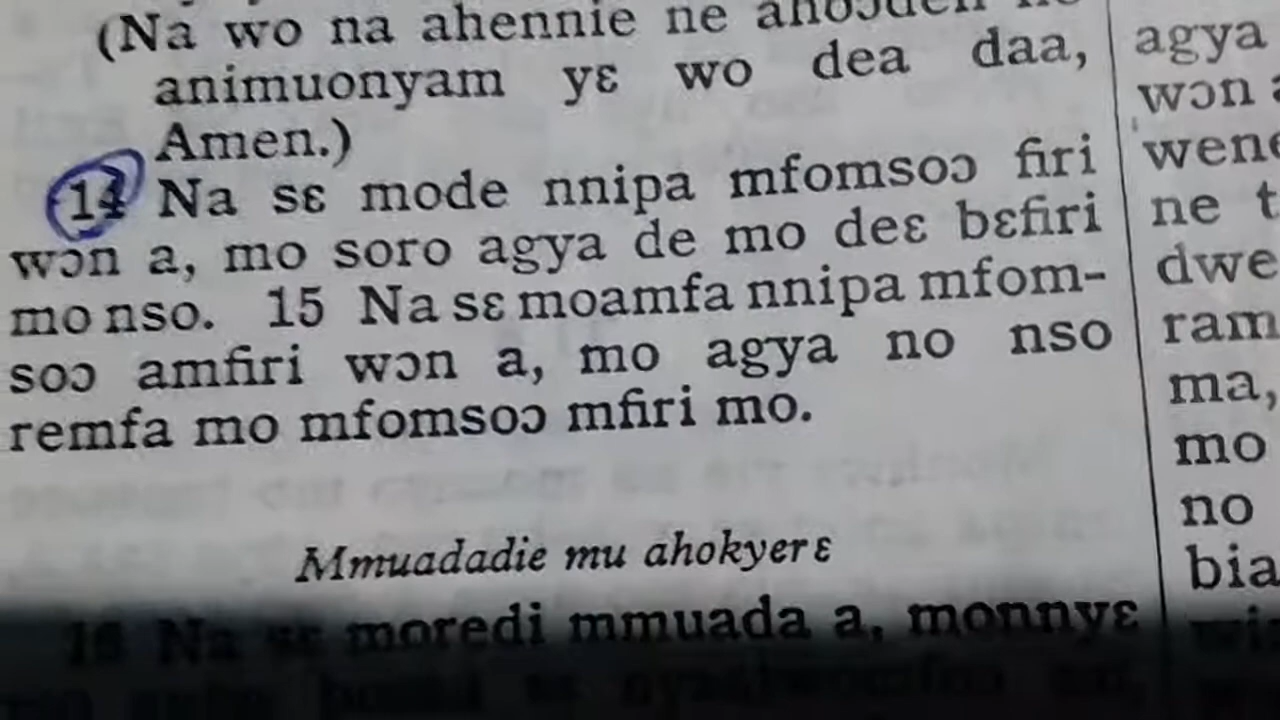 (Na wo na ahennie ne ahoɔden
animuonyam yɛ wo dea daa,
Amen.)
14 Na sɛ mode nnipa mfomsoɔ firi
wɔn a, mo soro agya de mo deɛ bɛfiri
mo nso. 15 Na sɛ moamfa nnipa mfom-
soɔ amfiri wɔn a, mo agya no nso
remfa mo mfomsoɔ mfiri mo.
Mmuadadie mu ahokyerɛ
16 Na sɛ moredi mmuada a, monnyɛ
agya
wɔn
wene
ne
dwe
ram
ma,
mo
no
bia